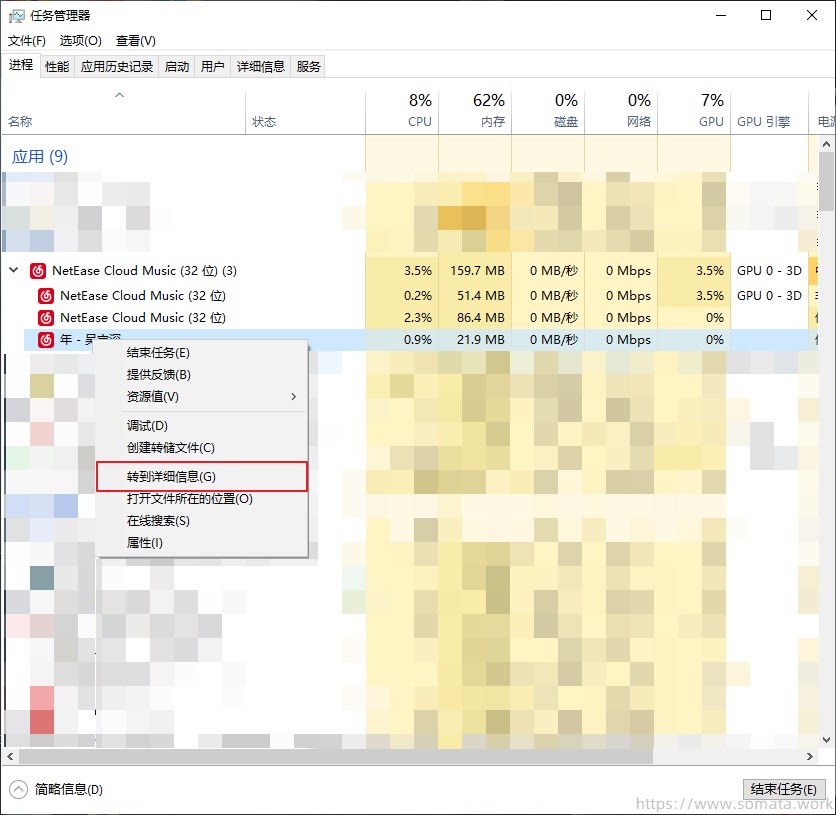 任务管理器
文件(F) 选项(O) 查看(V)
进程 性能 应用历史记录 启动 用户 详细信息 服务
8% 62% 0% 0% 7%
名称 状态 CPU 内存 磁盘 网络 GPU GPU 引擎 电源
应用 (9)
NetEase Cloud Music (32 位) (3) 3.5% 159.7 MB 0 MB/秒 0 Mbps 3.5% GPU 0 - 3D
NetEase Cloud Music (32 位) 0.2% 51.4 MB 0 MB/秒 0 Mbps 3.5% GPU 0 - 3D
NetEase Cloud Music (32 位) 2.3% 86.4 MB 0 MB/秒 0 Mbps 0%
年 - 0.9% 21.9 MB 0 MB/秒 0 Mbps 0%
结束任务(E)
提供反馈(B)
资源值(V)
调试(D)
创建转储文件(C)
转到详细信息(G)
打开文件所在的位置(O)
在线搜索(S)
属性(I)
简略信息(D) 结束任务(E)
https://www.somata.work